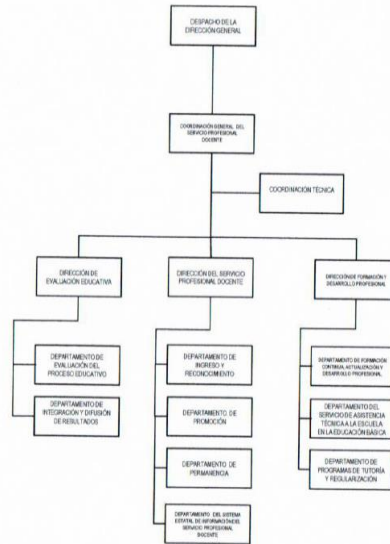 DESPACHO DE LA
DIRECCIÓN GENERAL
COORDINACIÓN GENERAL DEL
SERVICIO PROFESIONAL
DOCENTE
COORDINACIÓN TÉCNICA
DIRECCIÓN DE
EVALUACIÓN EDUCATIVA
DIRECCIÓN DEL SERVICIO
PROFESIONAL DOCENTE
DIRECCIÓN DE FORMACIÓN Y
DESARROLLO PROFESIONAL
DEPARTAMENTO DE
EVALUACIÓN DEL
PROCESO EDUCATIVO
DEPARTAMENTO DE
INTEGRACIÓN Y DIFUSIÓN
DE RESULTADOS
DEPARTAMENTO DE
INGRESO Y
RECONOCIMIENTO
DEPARTAMENTO DE
PROMOCIÓN
DEPARTAMENTO DE
PERMANENCIA
DEPARTAMENTO DEL SISTEMA
ESTATAL DE INFORMACIÓN DEL
SERVICIO PROFESIONAL
DOCENTE
DEPARTAMENTO DE FORMACIÓN
CONTINUA, ACTUALIZACIÓN Y
DESARROLLO PROFESIONAL
DEPARTAMENTO DEL
SERVICIO DE ASISTENCIA
TÉCNICA A LA ESCUELA
EN LA EDUCACIÓN BÁSICA
DEPARTAMENTO DE
PROGRAMAS DE TUTORÍA
Y REGULARIZACIÓN